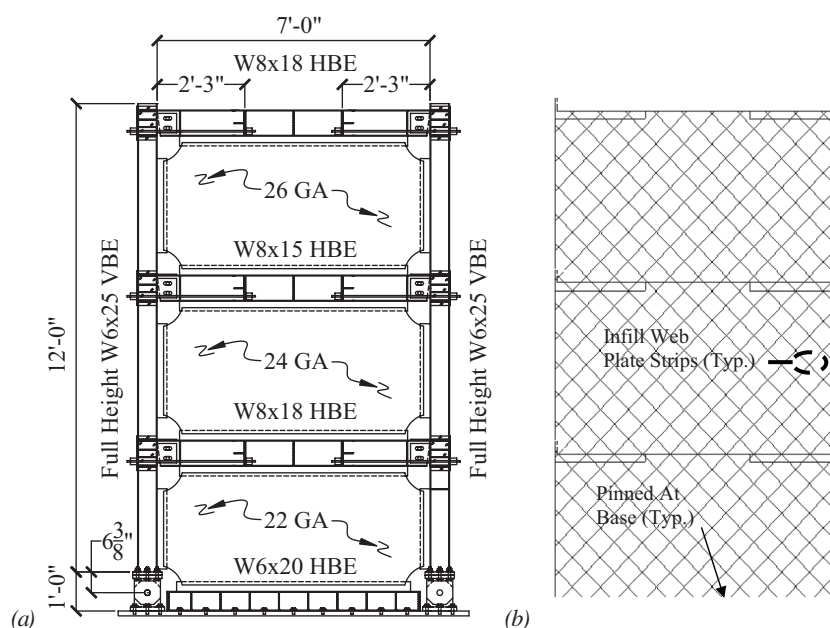 7'-0"
W8x18 HBE
2'-3" 2'-3"
26 GA
W8x15 HBE
Full Height W6x25 VBE
Full Height W6x25 VBE
12'-0"
24 GA
W8x18 HBE
22 GA
6 3/8"
W6x20 HBE
1'-0"
(a)
Infill Web
Plate Strips (Typ.)
Pinned At
Base (Typ.)
(b)